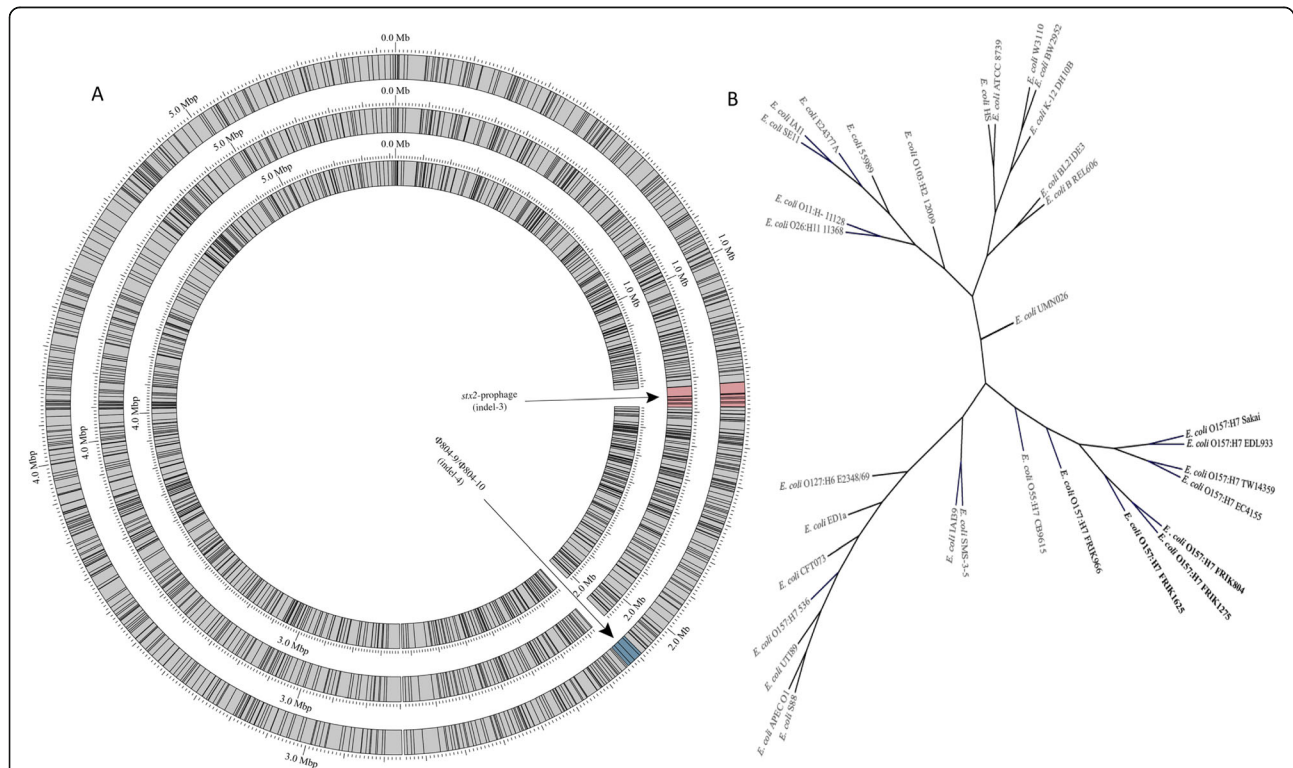 A
0.0 Mb
0.0 Mb
0.0 Mb
5.0 Mbp
5.0 Mbp
5.0 Mbp
1.0 Mb
1.0 Mb
1.0 Mb
stx2-prophage
(indel-3)
Φ804-9/Φ804-10
(indel-4)
4.0 Mbp
4.0 Mbp
4.0 Mbp
2.0 Mb
2.0 Mb
2.0 Mb
3.0 Mbp
3.0 Mbp
3.0 Mbp
B
E. coli HS
E. coli ATCC 8739
E. coli W3110
E. coli BW2952
E. coli K-12 DH10B
E. coli BL21DE3
E. coli B REL606
E. coli IAI1
E. coli SE11
E. coli E24377A
E. coli 55989
E. coli O103:H2 12009
E. coli O11:H- 11128
E. coli O26:H11 11368
E. coli UMN026
E. coli O157:H7 Sakai
E. coli O157:H7 EDL933
E. coli O157:H7 TW14359
E. coli O157:H7 EC4155
E. coli O157:H7 FRIK804
E. coli O157:H7 FRIK1275
E. coli O157:H7 FRIK1625
E. coli O157:H7 FRIK966
E. coli O55:H7 CB9615
E. coli SMS-3-5
E. coli IAI39
E. coli O127:H6 E2348/69
E. coli ED1a
E. coli CFT073
E. coli O157:H7 536
E. coli UTI89
E. coli APEC O1
E. coli S88